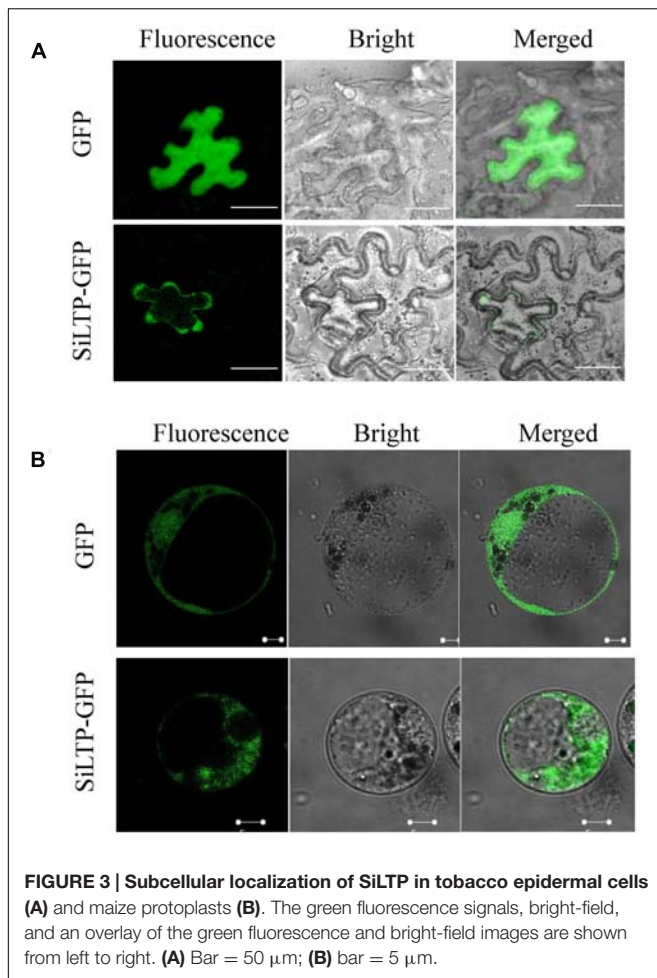 A
Fluorescence Bright Merged
GFP
SiLTP-GFP
B
Fluorescence Bright Merged
GFP
SiLTP-GFP
FIGURE 3 | Subcellular localization of SiLTP in tobacco epidermal cells
(A) and maize protoplasts (B). The green fluorescence signals, bright-field,
and an overlay of the green fluorescence and bright-field images are shown
from left to right. (A) Bar = 50 μm; (B) bar = 5 μm.